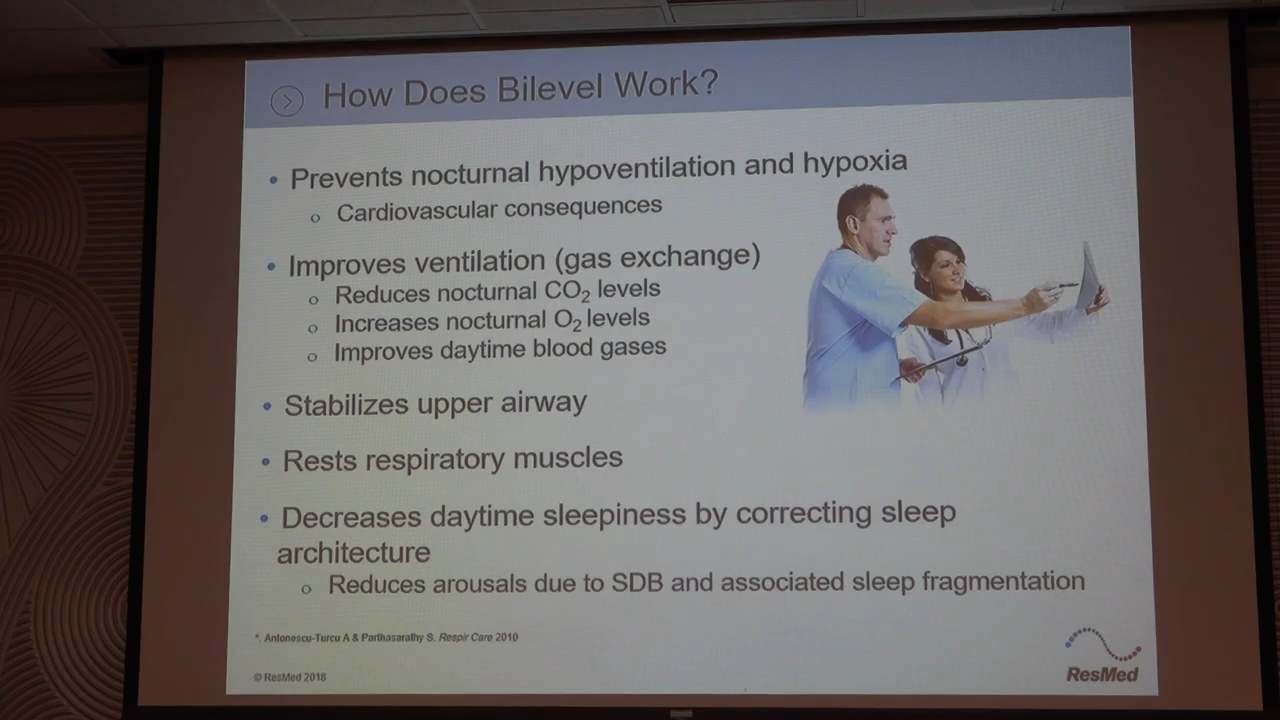 How Does Bilevel Work?
• Prevents nocturnal hypoventilation and hypoxia
o Cardiovascular consequences
• Improves ventilation (gas exchange)
o Reduces nocturnal CO₂ levels
o Increases nocturnal O₂ levels
o Improves daytime blood gases
• Stabilizes upper airway
• Rests respiratory muscles
• Decreases daytime sleepiness by correcting sleep
architecture
o Reduces arousals due to SDB and associated sleep fragmentation
*. Antonescu-Turcu A & Parthasarathy S. Respir Care 2010
© ResMed 2018
ResMed